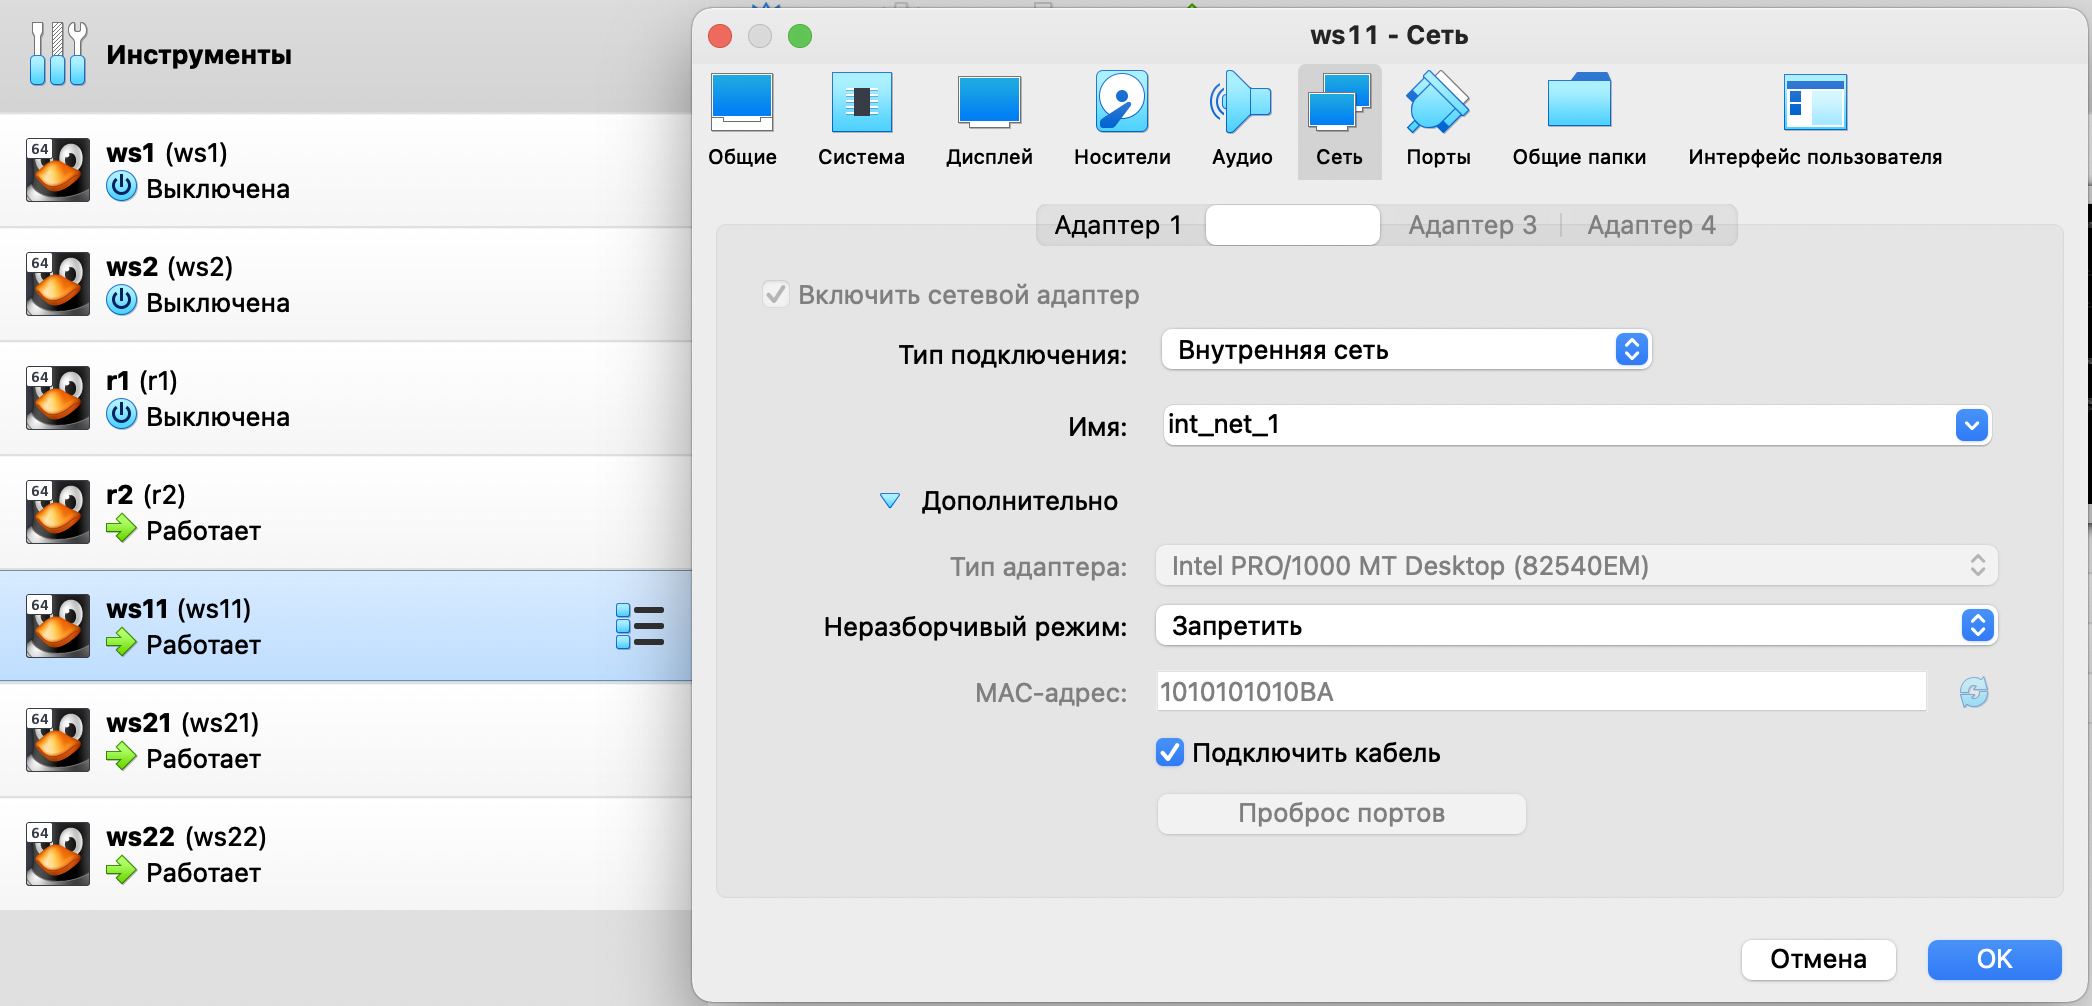 Инструменты
64
ws1 (ws1)
Выключена
64
ws2 (ws2)
Выключена
64
r1 (r1)
Выключена
64
r2 (r2)
Работает
64
ws11 (ws11)
Работает
64
ws21 (ws21)
Работает
64
ws22 (ws22)
Работает
ws11 - Сеть
Общие
Система
Дисплей
Носители
Аудио
Сеть
Порты
Общие папки
Интерфейс пользователя
Адаптер 1
Адаптер 3
Адаптер 4
Включить сетевой адаптер
Тип подключения: Внутренняя сеть
Имя: int_net_1
Дополнительно
Тип адаптера: Intel PRO/1000 MT Desktop (82540EM)
Неразборчивый режим: Запретить
MAC-адрес: 1010101010BA
Подключить кабель
Проброс портов
Отмена
OK